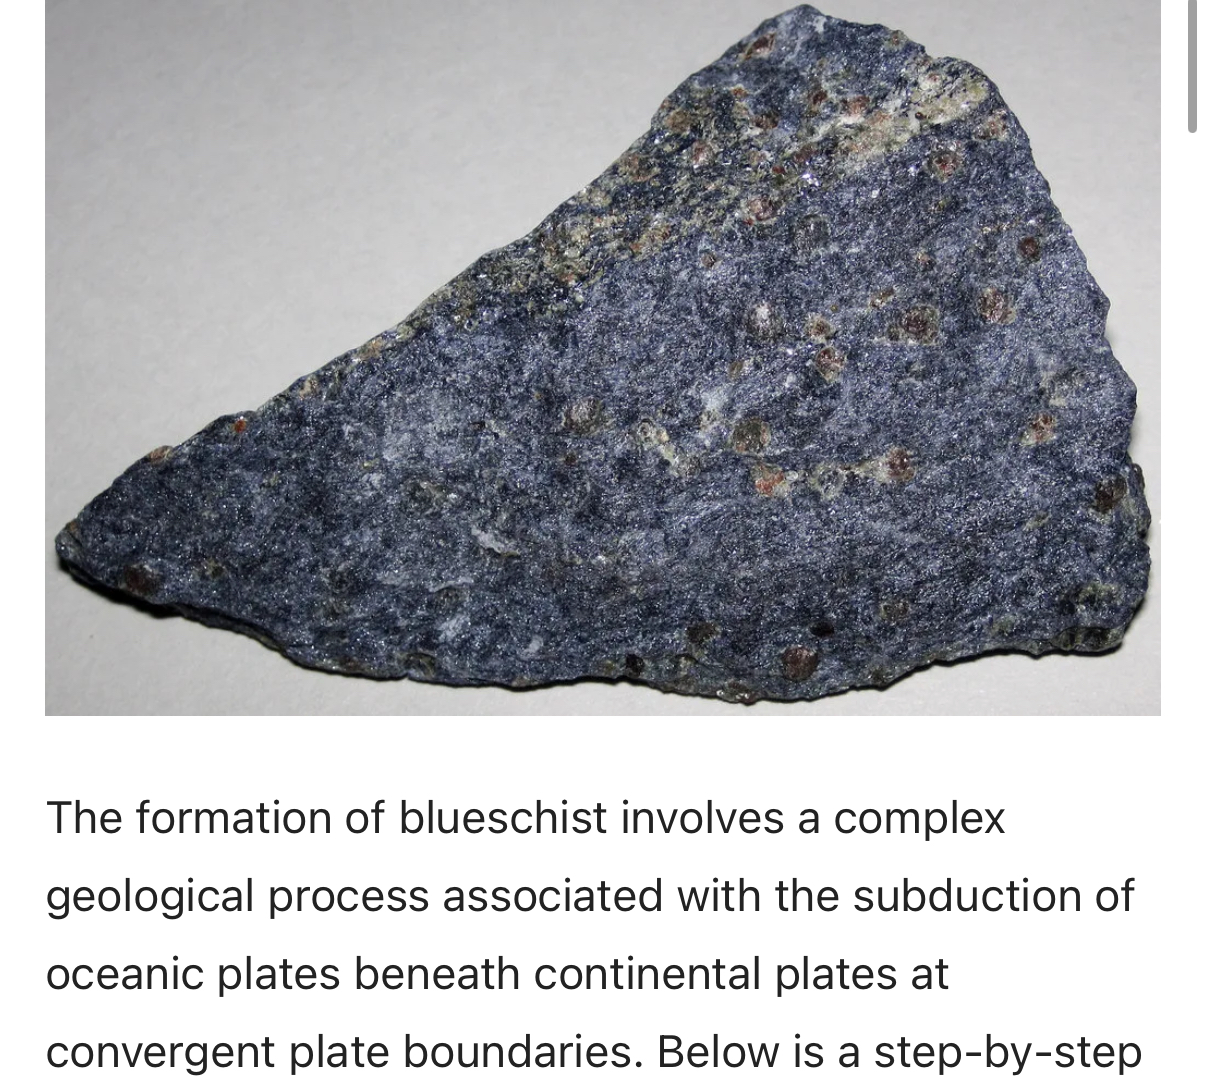 The formation of blueschist involves a complex
geological process associated with the subduction of
oceanic plates beneath continental plates at
convergent plate boundaries. Below is a step-by-step